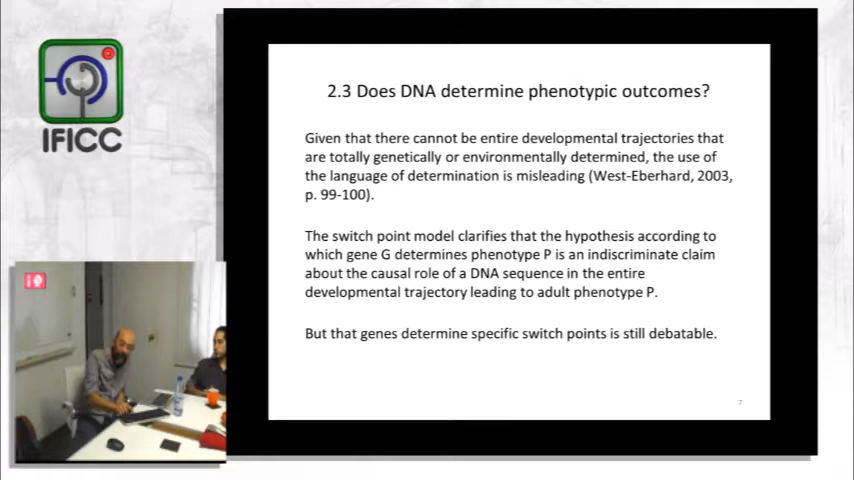 IFICC
2.3 Does DNA determine phenotypic outcomes?
Given that there cannot be entire developmental trajectories that
are totally genetically or environmentally determined, the use of
the language of determination is misleading (West-Eberhard, 2003,
p. 99-100).
The switch point model clarifies that the hypothesis according to
which gene G determines phenotype P is an indiscriminate claim
about the causal role of a DNA sequence in the entire
developmental trajectory leading to adult phenotype P.
But that genes determine specific switch points is still debatable.
7